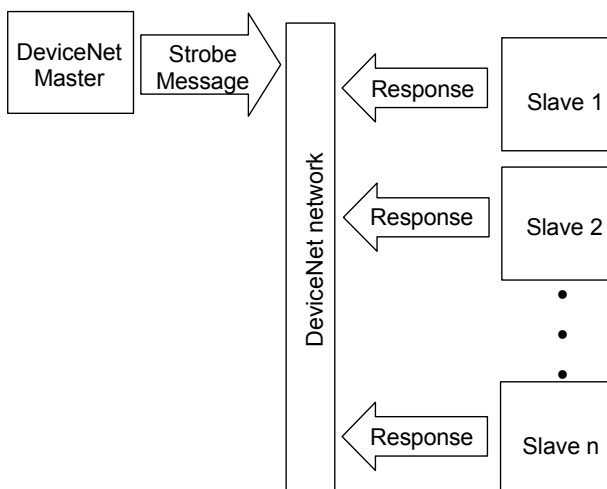 DeviceNet
Master
Strobe
Message
DeviceNet network
Response
Slave 1
Response
Slave 2
Response
Slave n